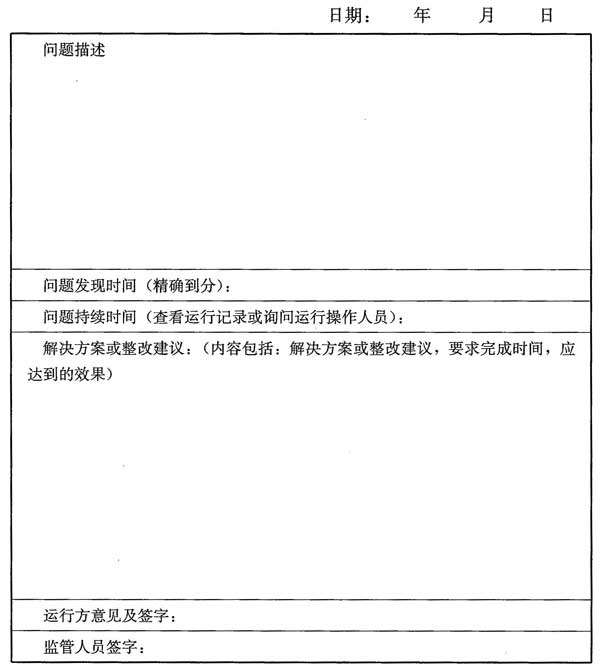 日期： 年 月 日
问题描述
问题发现时间（精确到分）：
问题持续时间（查看运行记录或询问运行操作人员）：
解决方案或整改建议：（内容包括：解决方案或整改建议，要求完成时间，应
达到的效果）
运行方意见及签字：
监管人员签字：